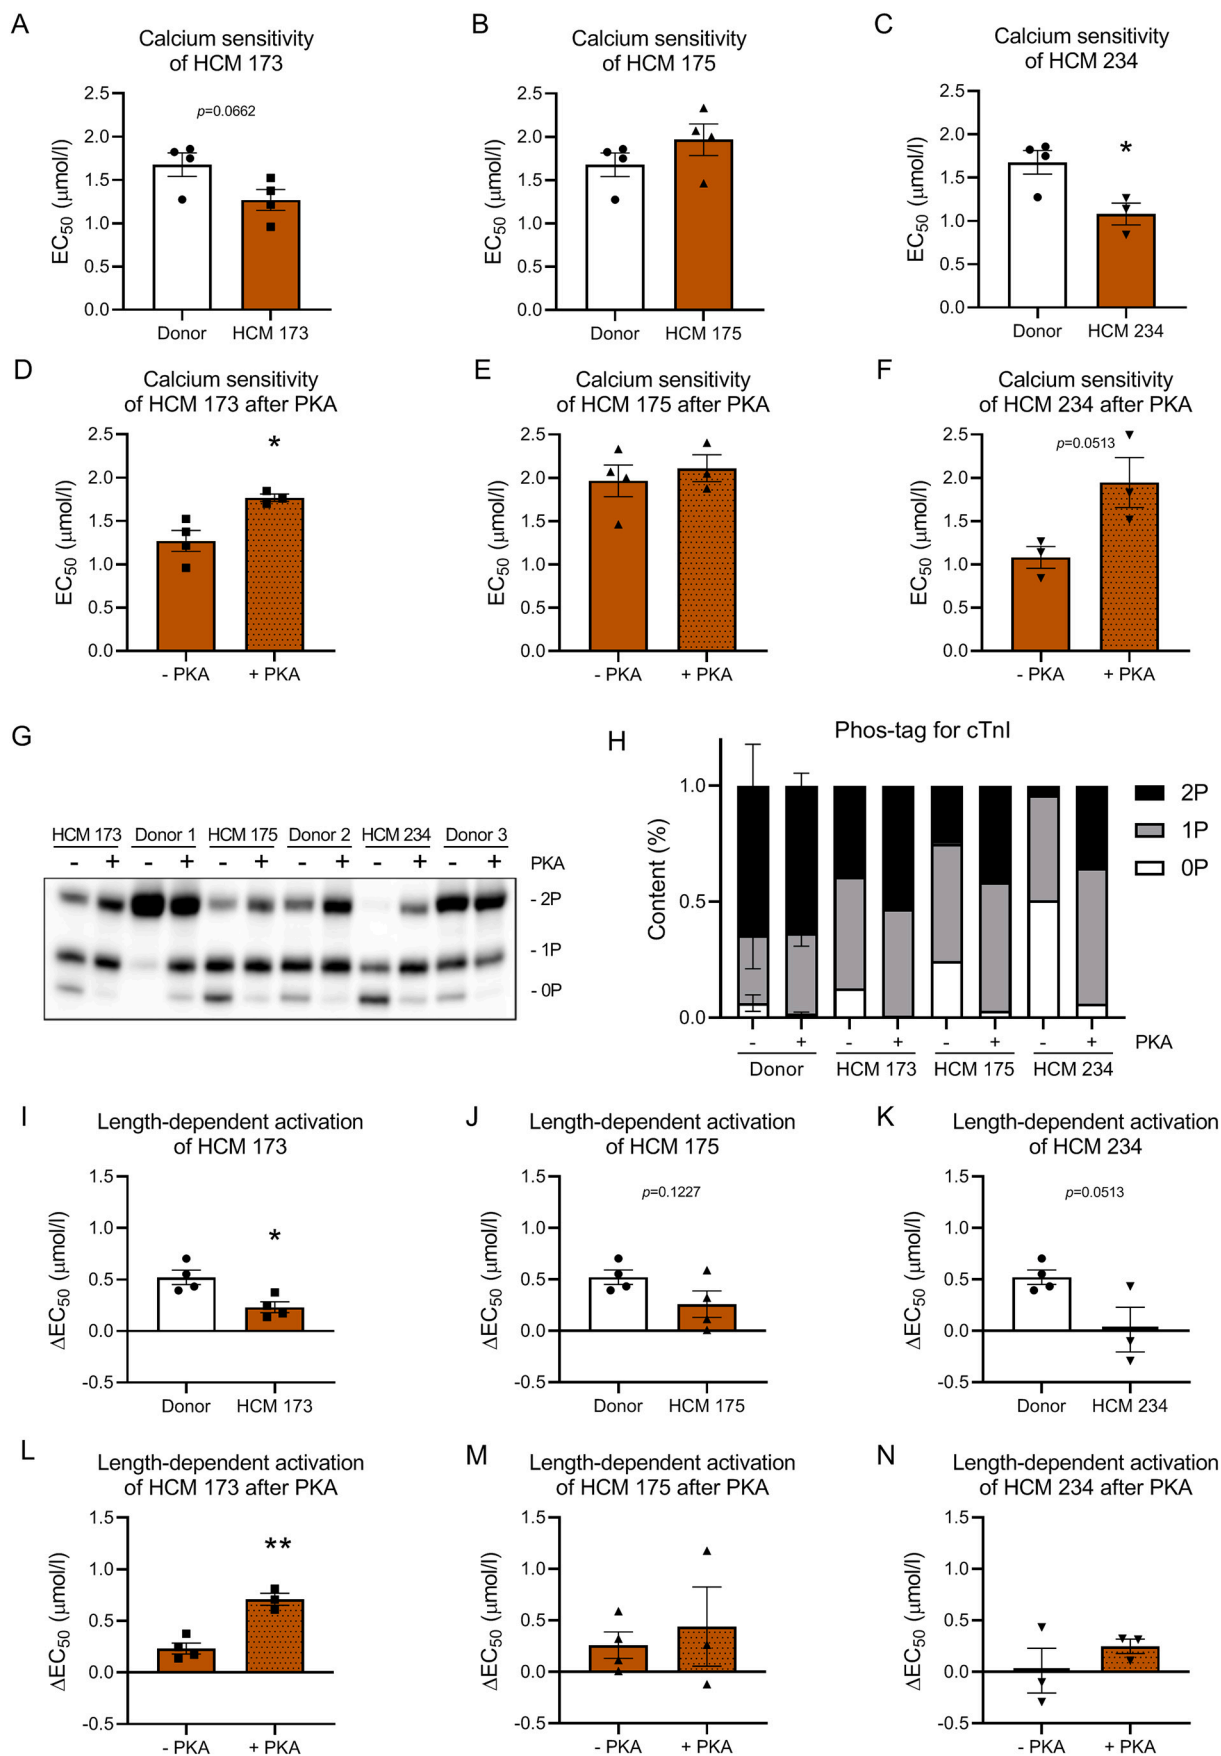 A
Calcium sensitivity
of HCM 173
EC50 (μmol/l)
2.5
2.0
1.5
1.0
0.5
0.0
p=0.0662
Donor
HCM 173
B
Calcium sensitivity
of HCM 175
EC50 (μmol/l)
2.5
2.0
1.5
1.0
0.5
0.0
Donor
HCM 175
C
Calcium sensitivity
of HCM 234
EC50 (μmol/l)
2.5
2.0
1.5
1.0
0.5
0.0
*
Donor
HCM 234
D
Calcium sensitivity
of HCM 173 after PKA
EC50 (μmol/l)
2.5
2.0
1.5
1.0
0.5
0.0
*
- PKA
+ PKA
E
Calcium sensitivity
of HCM 175 after PKA
EC50 (μmol/l)
2.5
2.0
1.5
1.0
0.5
0.0
- PKA
+ PKA
F
Calcium sensitivity
of HCM 234 after PKA
EC50 (μmol/l)
2.5
2.0
1.5
1.0
0.5
0.0
p=0.0513
- PKA
+ PKA
G
HCM 173 Donor 1 HCM 175 Donor 2 HCM 234 Donor 3
- + - + - + - + - + - + PKA
- 2P
- 1P
- 0P
H
Phos-tag for cTnI
Content (%)
1.0
0.5
0.0
2P
1P
0P
- + - + - + - + PKA
Donor HCM 173 HCM 175 HCM 234
I
Length-dependent activation
of HCM 173
ΔEC50 (μmol/l)
1.5
1.0
0.5
0.0
-0.5
*
Donor
HCM 173
J
Length-dependent activation
of HCM 175
ΔEC50 (μmol/l)
1.5
1.0
0.5
0.0
-0.5
p=0.1227
Donor
HCM 175
K
Length-dependent activation
of HCM 234
ΔEC50 (μmol/l)
1.5
1.0
0.5
0.0
-0.5
p=0.0513
Donor
HCM 234
L
Length-dependent activation
of HCM 173 after PKA
ΔEC50 (μmol/l)
1.5
1.0
0.5
0.0
-0.5
**
- PKA
+ PKA
M
Length-dependent activation
of HCM 175 after PKA
ΔEC50 (μmol/l)
1.5
1.0
0.5
0.0
-0.5
- PKA
+ PKA
N
Length-dependent activation
of HCM 234 after PKA
ΔEC50 (μmol/l)
1.5
1.0
0.5
0.0
-0.5
- PKA
+ PKA